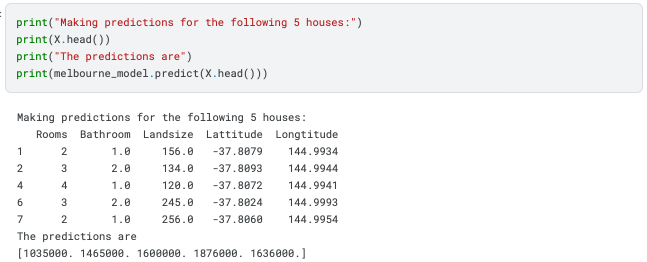 :
print("Making predictions for the following 5 houses:")
print(X.head())
print("The predictions are")
print(melbourne_model.predict(X.head()))
Making predictions for the following 5 houses:
   Rooms  Bathroom  Landsize  Lattitude  Longtitude
1      2       1.0     156.0   -37.8079    144.9934
2      3       2.0     134.0   -37.8093    144.9944
4      4       1.0     120.0   -37.8072    144.9941
6      3       2.0     245.0   -37.8024    144.9993
7      2       1.0     256.0   -37.8060    144.9954
The predictions are
[1035000. 1465000. 1600000. 1876000. 1636000.]